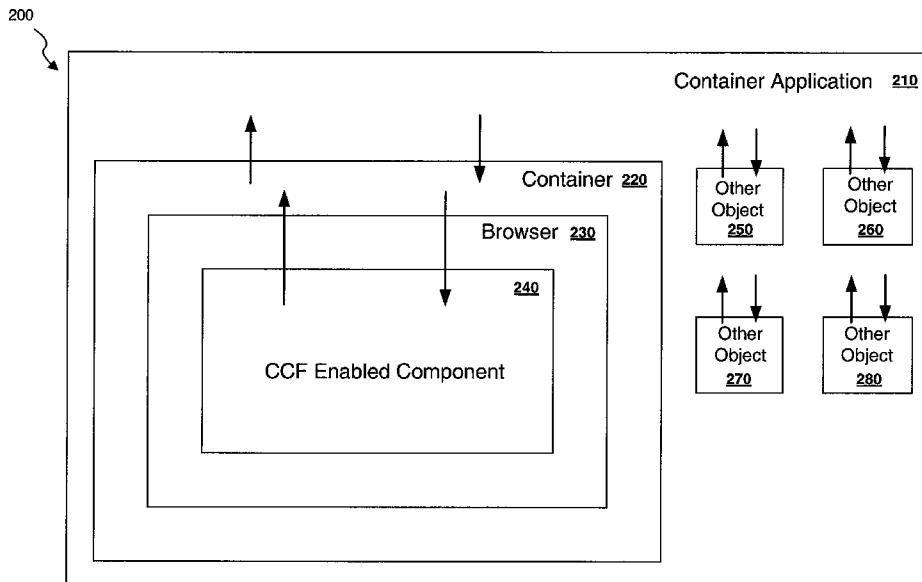 200
Container Application 210
Container 220
Browser 230
240
CCF Enabled Component
Other
Object
250
Other
Object
260
Other
Object
270
Other
Object
280